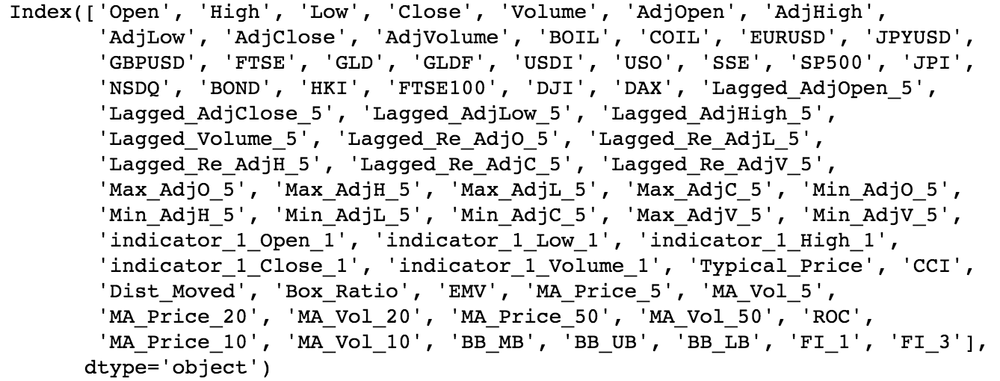 Index(['Open', 'High', 'Low', 'Close', 'Volume', 'AdjOpen', 'AdjHigh',
'AdjLow', 'AdjClose', 'AdjVolume', 'BOIL', 'COIL', 'EURUSD', 'JPYUSD',
'GBPUSD', 'FTSE', 'GLD', 'GLDF', 'USDI', 'USO', 'SSE', 'SP500', 'JPI',
'NSDQ', 'BOND', 'HKI', 'FTSE100', 'DJI', 'DAX', 'Lagged_AdjOpen_5',
'Lagged_AdjClose_5', 'Lagged_AdjLow_5', 'Lagged_AdjHigh_5',
'Lagged_Volume_5', 'Lagged_Re_AdjO_5', 'Lagged_Re_AdjL_5',
'Lagged_Re_AdjH_5', 'Lagged_Re_AdjC_5', 'Lagged_Re_AdjV_5',
'Max_AdjO_5', 'Max_AdjH_5', 'Max_AdjL_5', 'Max_AdjC_5', 'Min_AdjO_5',
'Min_AdjH_5', 'Min_AdjL_5', 'Min_AdjC_5', 'Max_AdjV_5', 'Min_AdjV_5',
'indicator_1_Open_1', 'indicator_1_Low_1', 'indicator_1_High_1',
'indicator_1_Close_1', 'indicator_1_Volume_1', 'Typical_Price', 'CCI',
'Dist_Moved', 'Box_Ratio', 'EMV', 'MA_Price_5', 'MA_Vol_5',
'MA_Price_20', 'MA_Vol_20', 'MA_Price_50', 'MA_Vol_50', 'ROC',
'MA_Price_10', 'MA_Vol_10', 'BB_MB', 'BB_UB', 'BB_LB', 'FI_1', 'FI_3'],
dtype='object')